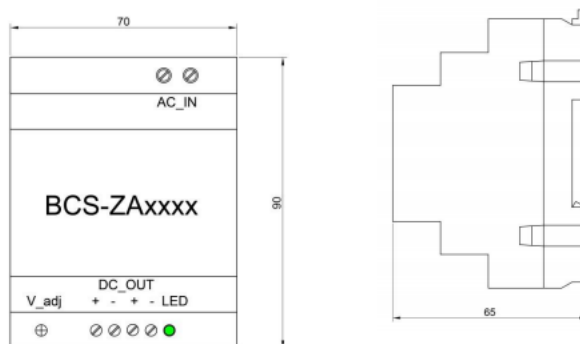 70
AC_IN
BCS-ZAxxxx
90
DC_OUT
V_adj + - + - LED
65